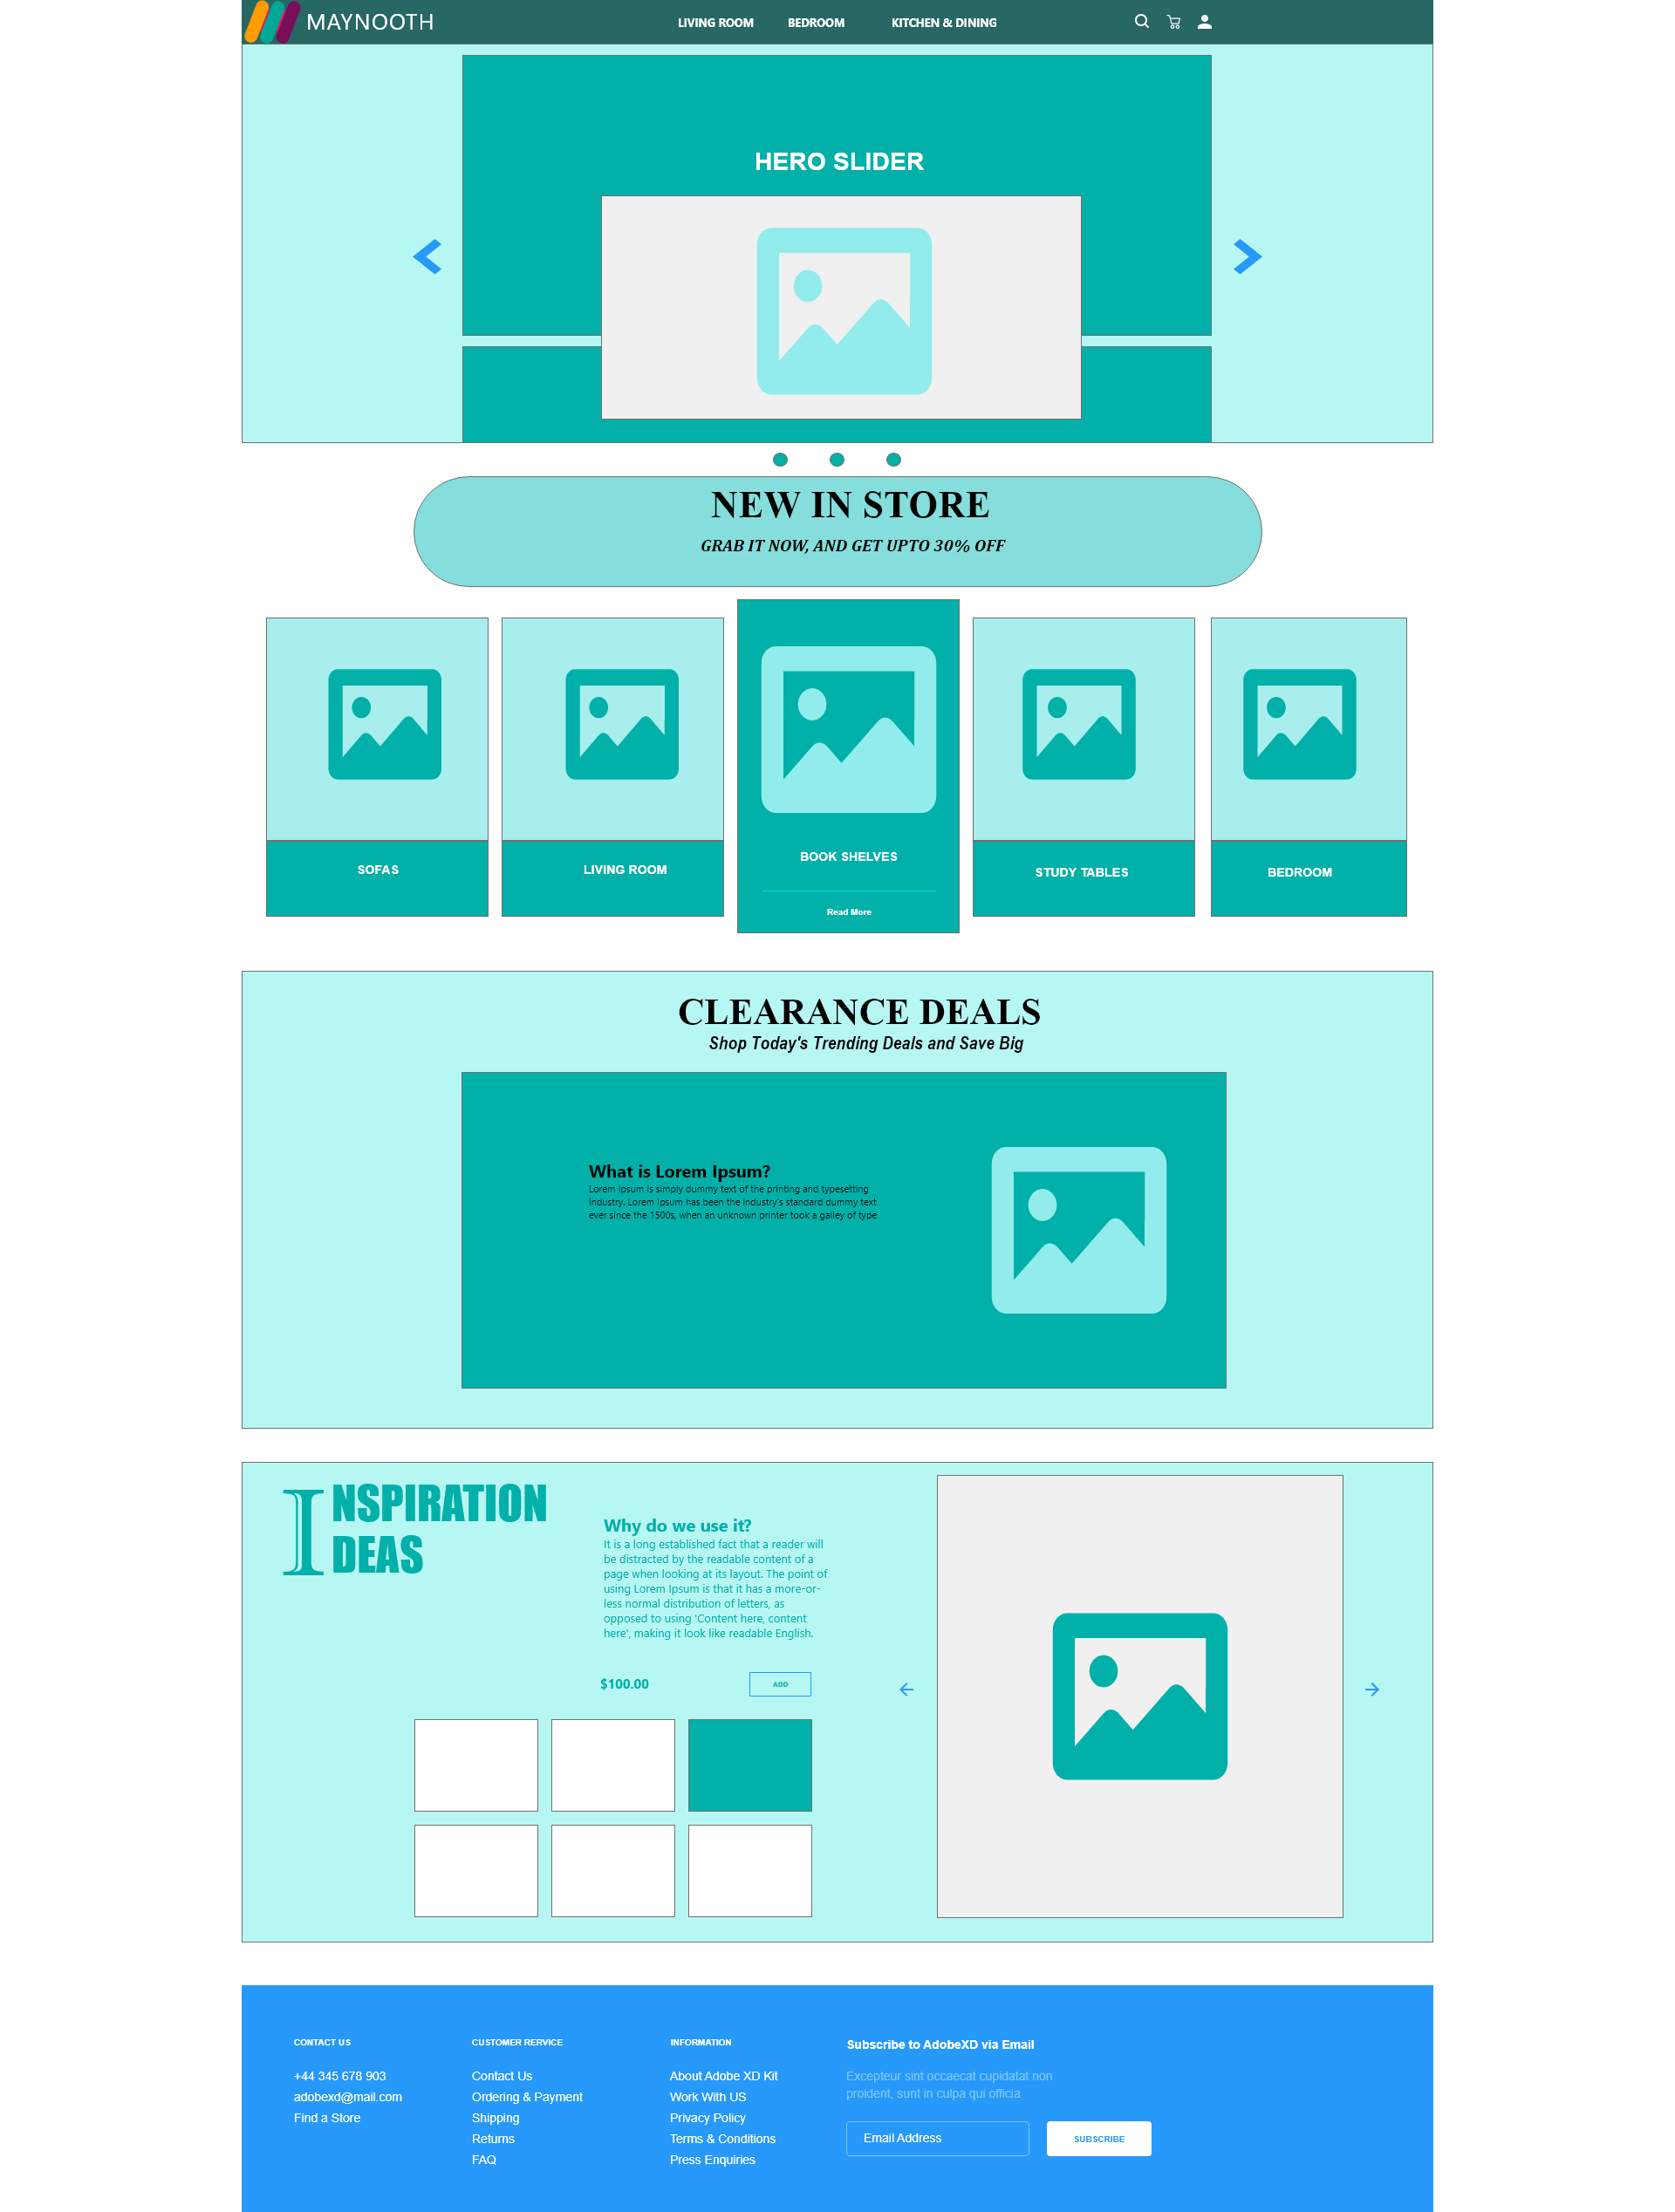 MAYNOOTH
LIVING ROOM
BEDROOM
KITCHEN & DINING
HERO SLIDER
NEW IN STORE
GRAB IT NOW, AND GET UPTO 30% OFF
SOFAS
LIVING ROOM
BOOK SHELVES
Read More
STUDY TABLES
BEDROOM
CLEARANCE DEALS
Shop Today's Trending Deals and Save Big
What is Lorem Ipsum?
Lorem Ipsum is simply dummy text of the printing and typesetting
industry. Lorem Ipsum has been the industry's standard dummy text
ever since the 1500s, when an unknown printer took a galley of type
INSPIRATION
DEAS
Why do we use it?
It is a long established fact that a reader will
be distracted by the readable content of a
page when looking at its layout. The point of
using Lorem Ipsum is that it has a more-or-
less normal distribution of letters, as
opposed to using 'Content here, content
here', making it look like readable English.
$100.00
ADD
CONTACT US
+44 345 678 903
adobexd@mail.com
Find a Store
CUSTOMER RERVICE
Contact Us
Ordering & Payment
Shipping
Returns
FAQ
INFORMATION
About Adobe XD Kit
Work With US
Privacy Policy
Terms & Conditions
Press Enquiries
Subscribe to AdobeXD via Email
Excepteur sint occaecat cupidatat non
proident, sunt in culpa qui officia
Email Address
SUBSCRIBE